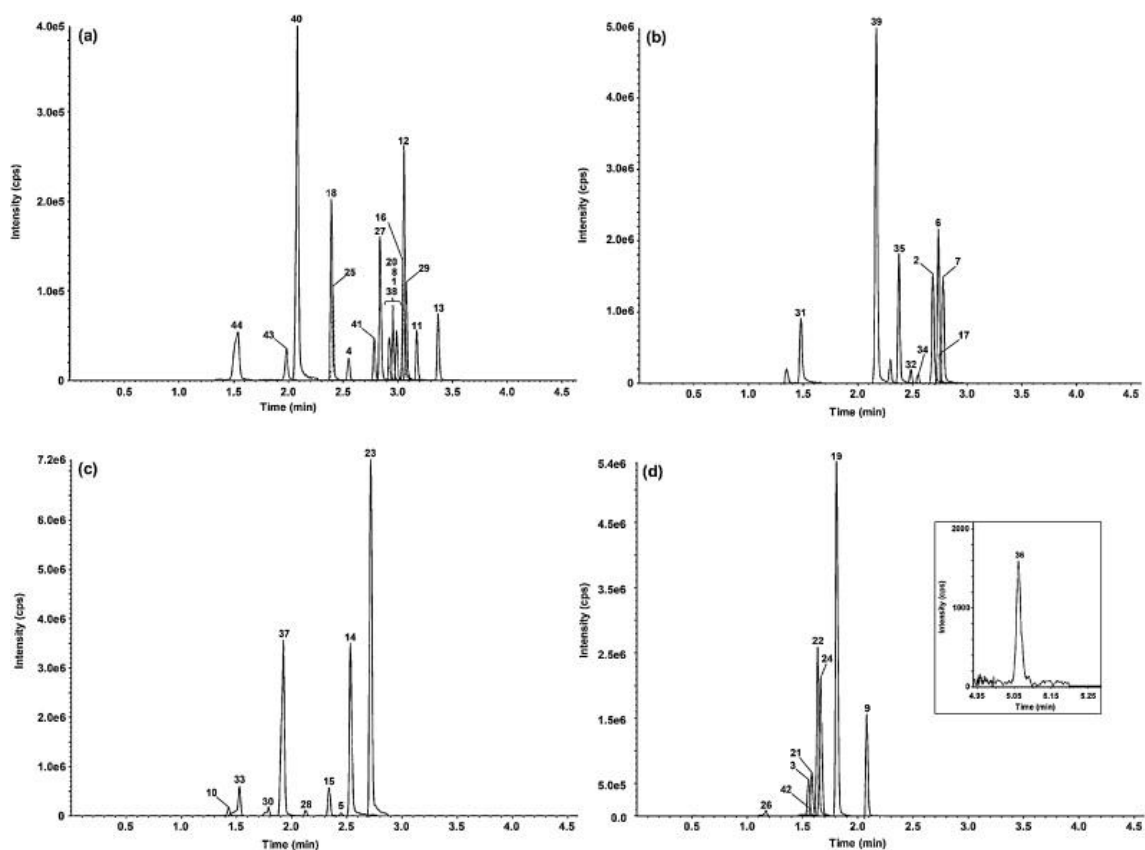 (a)
4.0e5
3.0e5
2.0e5
1.0e5
0
Intensity (cps)
40
12
18
16
27
20
8
1
38
25
29
44
43
41
4
11
13
0.5 1.0 1.5 2.0 2.5 3.0 3.5 4.0 4.5
Time (min)
(b)
5.0e6
4.0e6
3.0e6
2.0e6
1.0e6
0
Intensity (cps)
39
6
35
2
7
31
17
34
32
0.5 1.0 1.5 2.0 2.5 3.0 3.5 4.0 4.5
Time (min)
(c)
7.2e6
6.0e6
5.0e6
4.0e6
3.0e6
2.0e6
1.0e6
0.0
Intensity (cps)
23
37
14
10
33
30
28
15
5
0.5 1.0 1.5 2.0 2.5 3.0 3.5 4.0 4.5
Time (min)
(d)
5.4e6
4.5e6
3.5e6
2.5e6
1.5e6
5.0e5
0.0
Intensity (cps)
19
22
24
9
21
3
42
26
0.5 1.0 1.5 2.0 2.5 3.0 3.5 4.0 4.5
Time (min)
2000
1000
0
Intensity (cps)
36
4.95 5.05 5.15 5.25
Time (min)